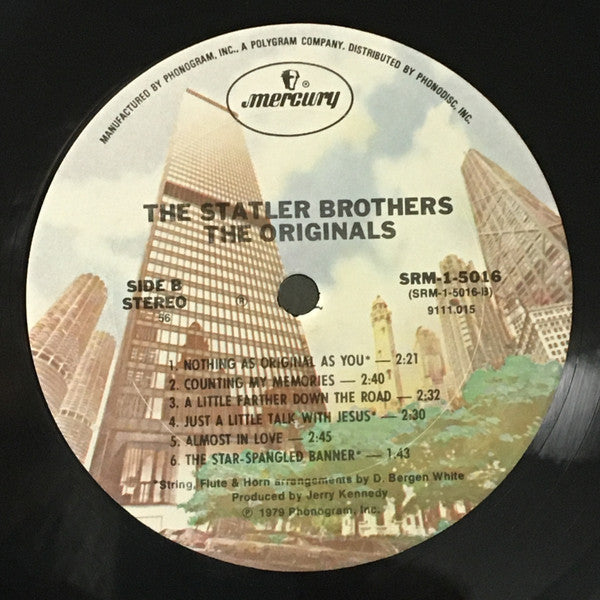 MANUFACTURED BY PHONOGRAM, INC., A POLYGRAM COMPANY. DISTRIBUTED BY PHONODISC, INC.
mercury ®
THE STATLER BROTHERS
THE ORIGINALS
SIDE B
STEREO
56
℗
SRM-1-5016
(SRM-1-5016-B)
9111.015
1. NOTHING AS ORIGINAL AS YOU* — 2:21
2. COUNTING MY MEMORIES — 2:40
3. A LITTLE FARTHER DOWN THE ROAD — 2:32
4. JUST A LITTLE TALK WITH JESUS* — 2:30
5. ALMOST IN LOVE — 2:45
6. THE STAR-SPANGLED BANNER* — 1:43
*String, Flute & Horn arrangements by D. Bergen White
Produced by Jerry Kennedy
℗ 1979 Phonogram, Inc.